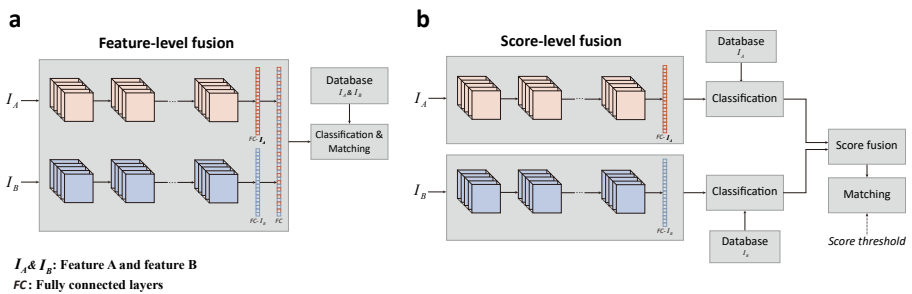 a
Feature-level fusion
I_A
I_B
FC-I_A
FC-I_B
FC
Database
I_A & I_B
Classification &
Matching
I_A & I_B: Feature A and feature B
FC: Fully connected layers
b
Score-level fusion
I_A
I_B
FC-I_A
FC-I_B
Database
I_A
Classification
Classification
Database
I_B
Score fusion
Matching
Score threshold